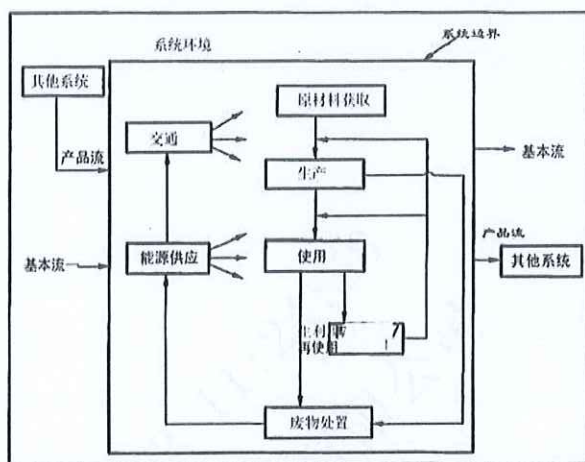 系统环境
系统边界
其他系统
原材料获取
交通
产品流
基本流
生产
产品流
基本流
能源供应
使用
其他系统
再使用
废物处置